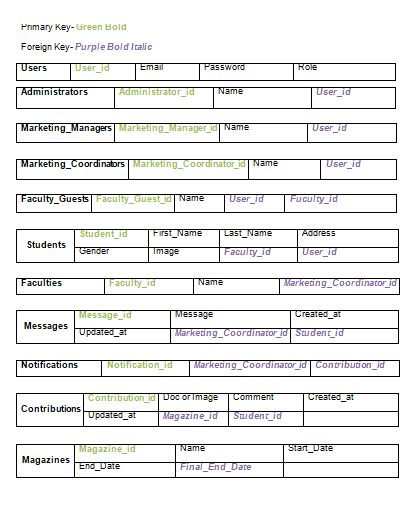 Primary Key- Green Bold
Foreign Key- Purple Bold Italic
Users User_id Email Password Role
Administrators Administrator_id Name User_id
Marketing_Managers Marketing_Manager_id Name User_id
Marketing_Coordinators Marketing_Coordinator_id Name User_id
Faculty_Guests Faculty_Guest_id Name User_id Fuculty_id
Students Student_id First_Name Last_Name Address
Gender Image Faculty_id User_id
Faculties Faculty_id Name Marketing_Coordinator_id
Messages Message_id Message Created_at
Updated_at Marketing_Coordinator_id Student_id
Notifications Notification_id Marketing_Coordinator_id Contribution_id
Contributions Contribution_id Doc or Image Comment Created_at
Updated_at Magazine_id Student_id
Magazines Magazine_id Name Start_Date
End_Date Final_End_Date